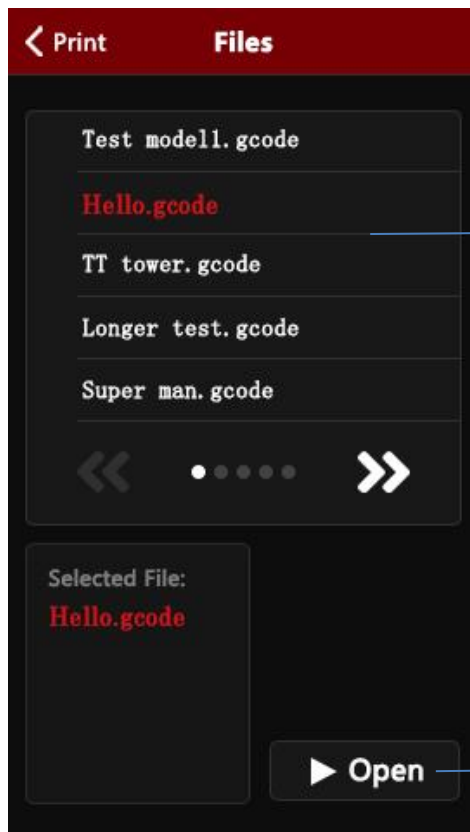 Print
Files
Test model1.gcode
Hello.gcode
TT tower.gcode
Longer test.gcode
Super man.gcode
Selected File:
Hello.gcode
Open